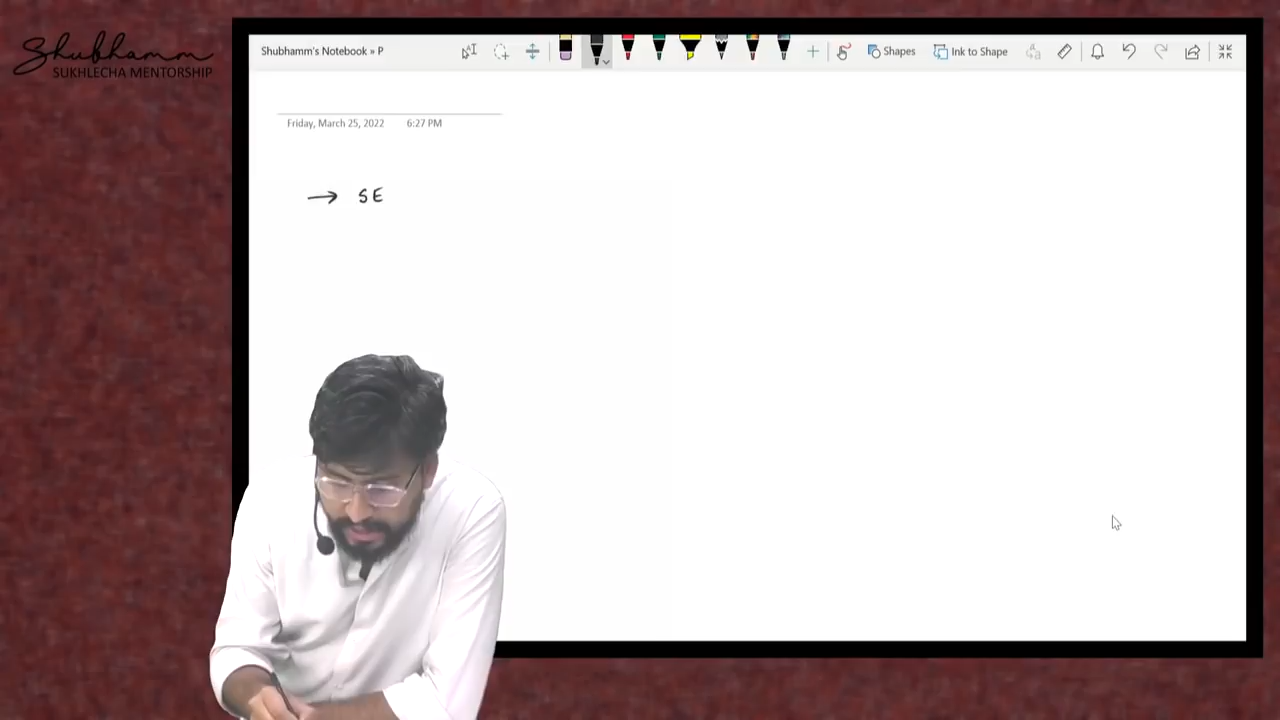 Shubhamm
SUKHLECHA MENTORSHIP
Shubhamm's Notebook » P
Shapes
Ink to Shape
Friday, March 25, 2022 6:27 PM
→ SE